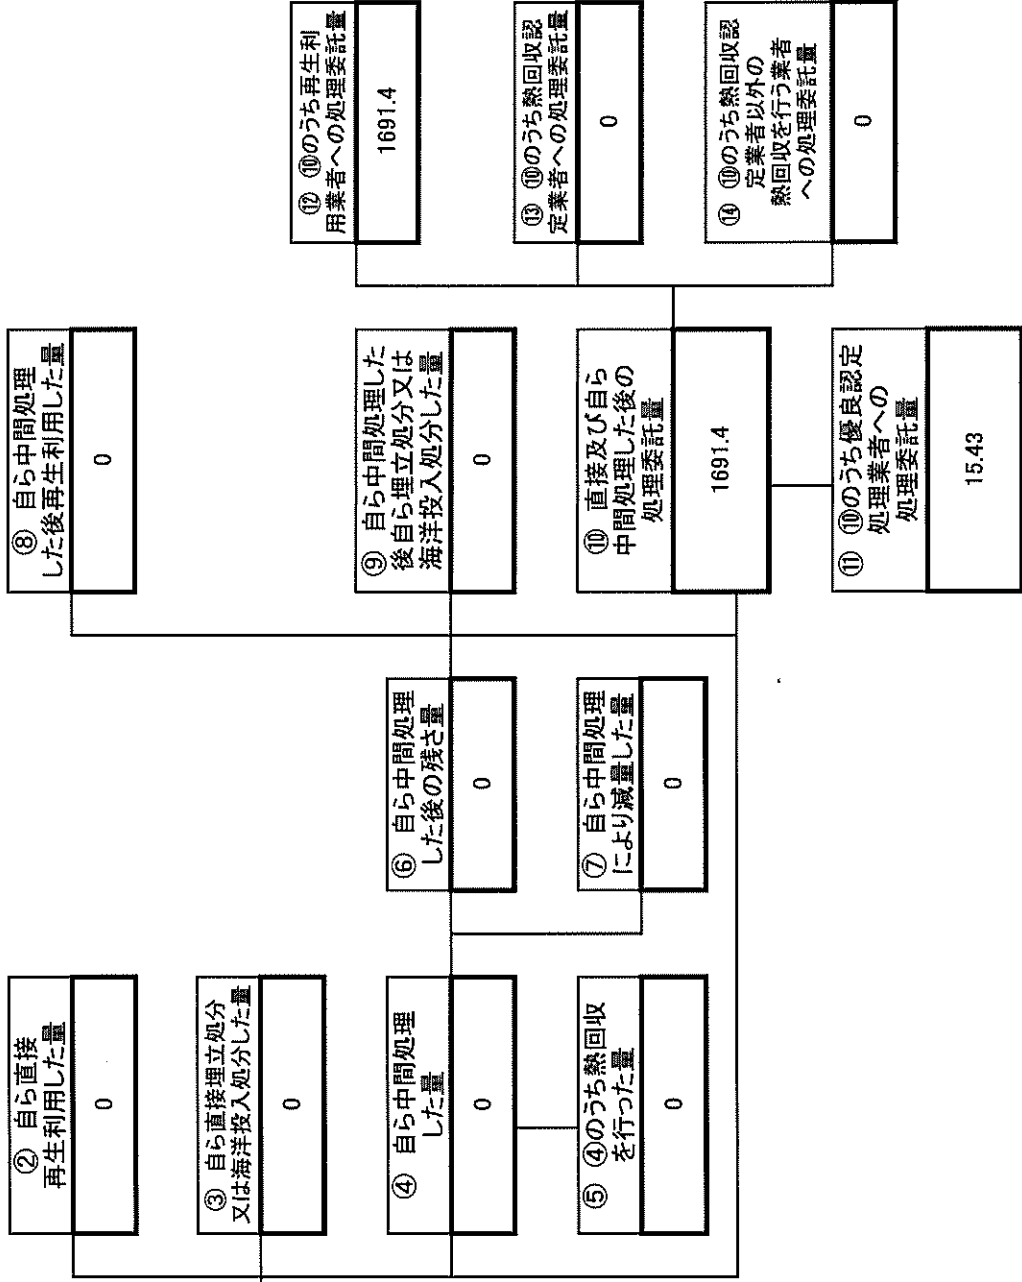 ② 自ら直接
再生利用した量
0
③ 自ら直接埋立処分
又は海洋投入処分した量
0
④ 自ら中間処理
した量
0
⑤ ④のうち熱回収
を行った量
0
⑥ 自ら中間処理
した後の残さ量
0
⑦ 自ら中間処理
により減量した量
0
⑧ 自ら中間処理
した後再生利用した量
0
⑨ 自ら中間処理した
後自ら埋立処分又は
海洋投入処分した量
0
⑩ 直接及び自ら
中間処理した後の
処理委託量
1691.4
⑪ ⑩のうち優良認定
処理業者への
処理委託量
15.43
⑫ ⑩のうち再生利
用業者への処理委託量
1691.4
⑬ ⑩のうち熱回収認
定業者への処理委託量
0
⑭ ⑩のうち熱回収認
定業者以外の
熱回収を行う業者
への処理委託量
0